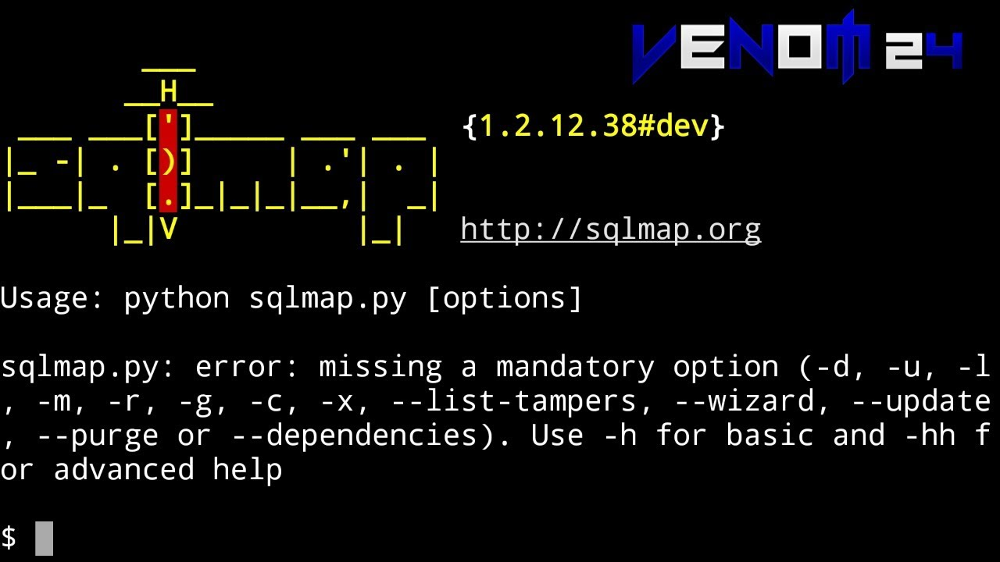 VENOM 24
___
__H__
___ ___[']_____ ___ ___  {1.2.12.38#dev}
|_ -| . [)]     | .'| . |
|___|_  [.]_|_|_|__,|  _|
|_|V          |_|   http://sqlmap.org
Usage: python sqlmap.py [options]
sqlmap.py: error: missing a mandatory option (-d, -u, -l
, -m, -r, -g, -c, -x, --list-tampers, --wizard, --update
, --purge or --dependencies). Use -h for basic and -hh f
or advanced help
$